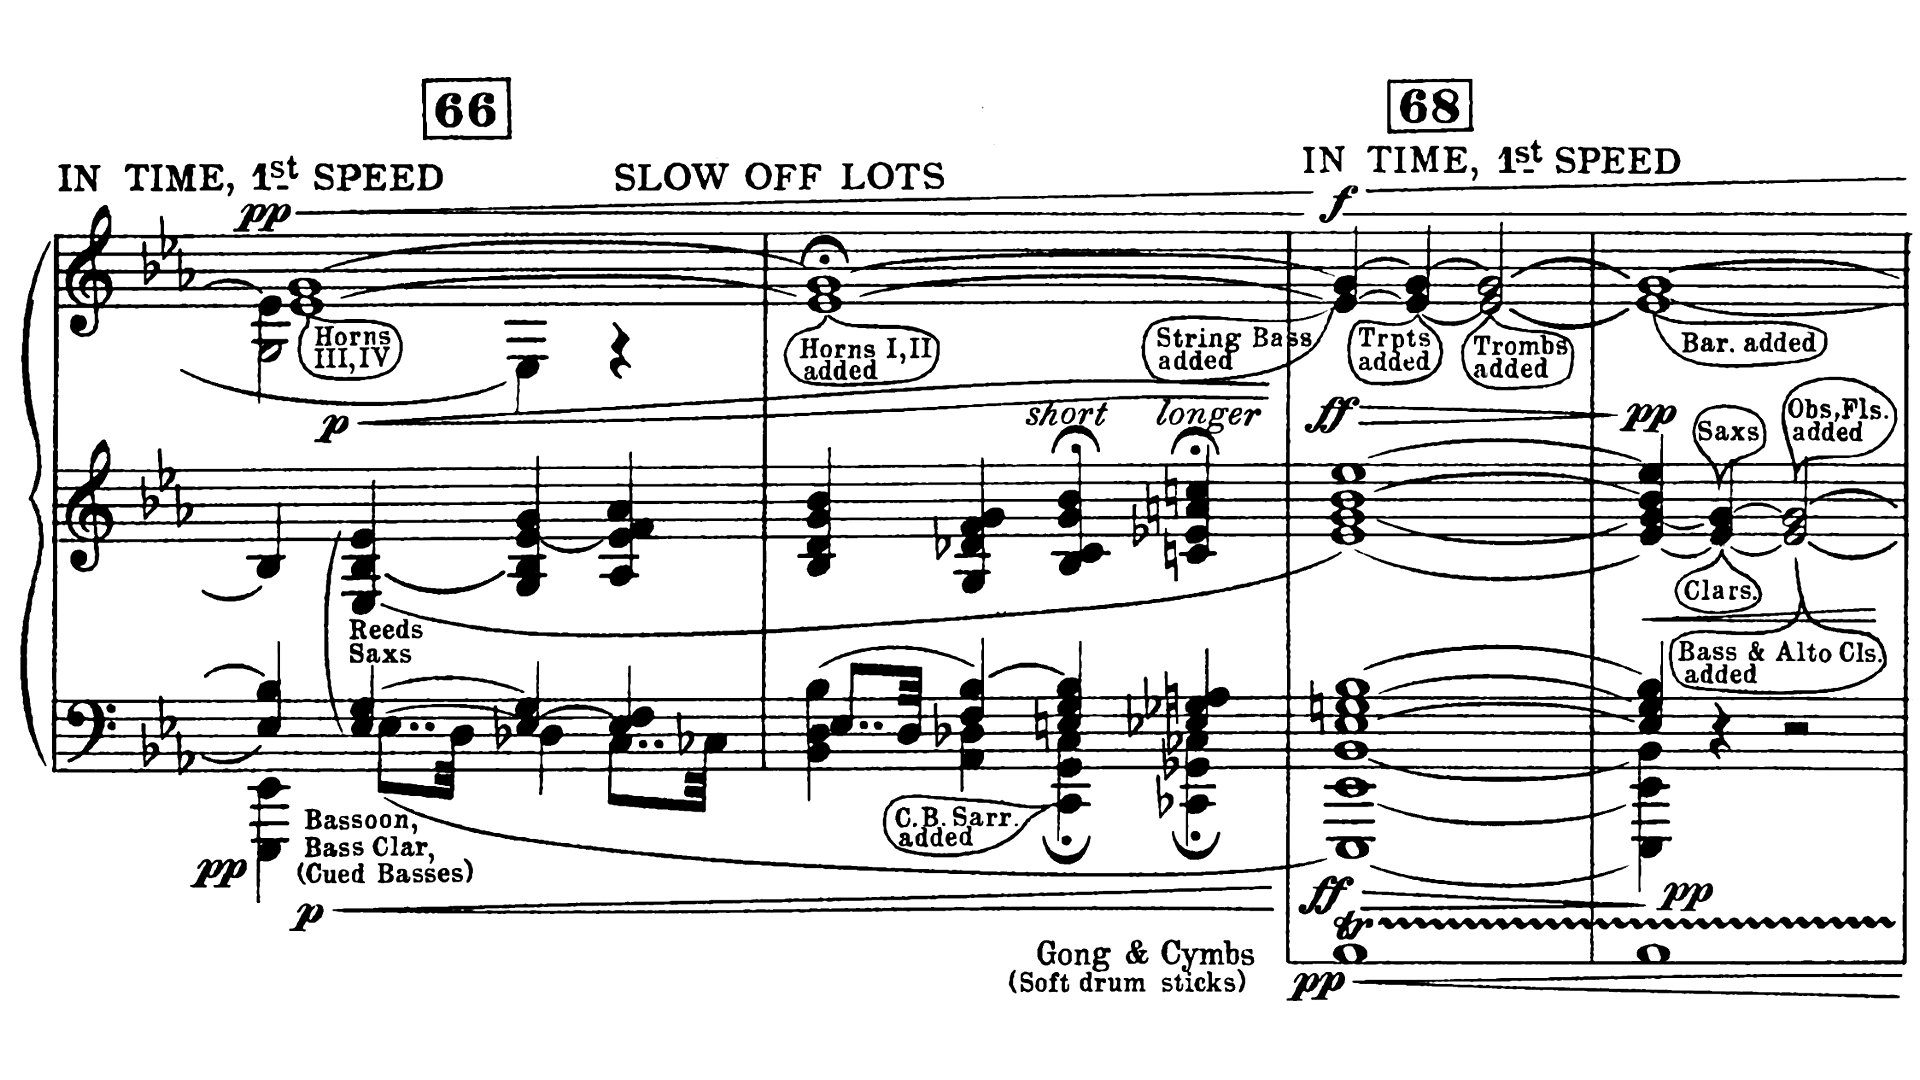 66
68
IN TIME, 1st SPEED
SLOW OFF LOTS
IN TIME, 1st SPEED
pp
f
Horns
III, IV
Horns I, II
added
String Bass
added
Trpts
added
Trombs
added
Bar. added
p
short
longer
ff
pp
Saxs
Obs, Fls.
added
Clars.
Reeds
Saxs
Bass & Alto Cls.
added
Bassoon,
Bass Clar,
(Cued Basses)
pp
p
C.B. Sarr.
added
ff
pp
tr
Gong & Cymbs
(Soft drum sticks)
pp